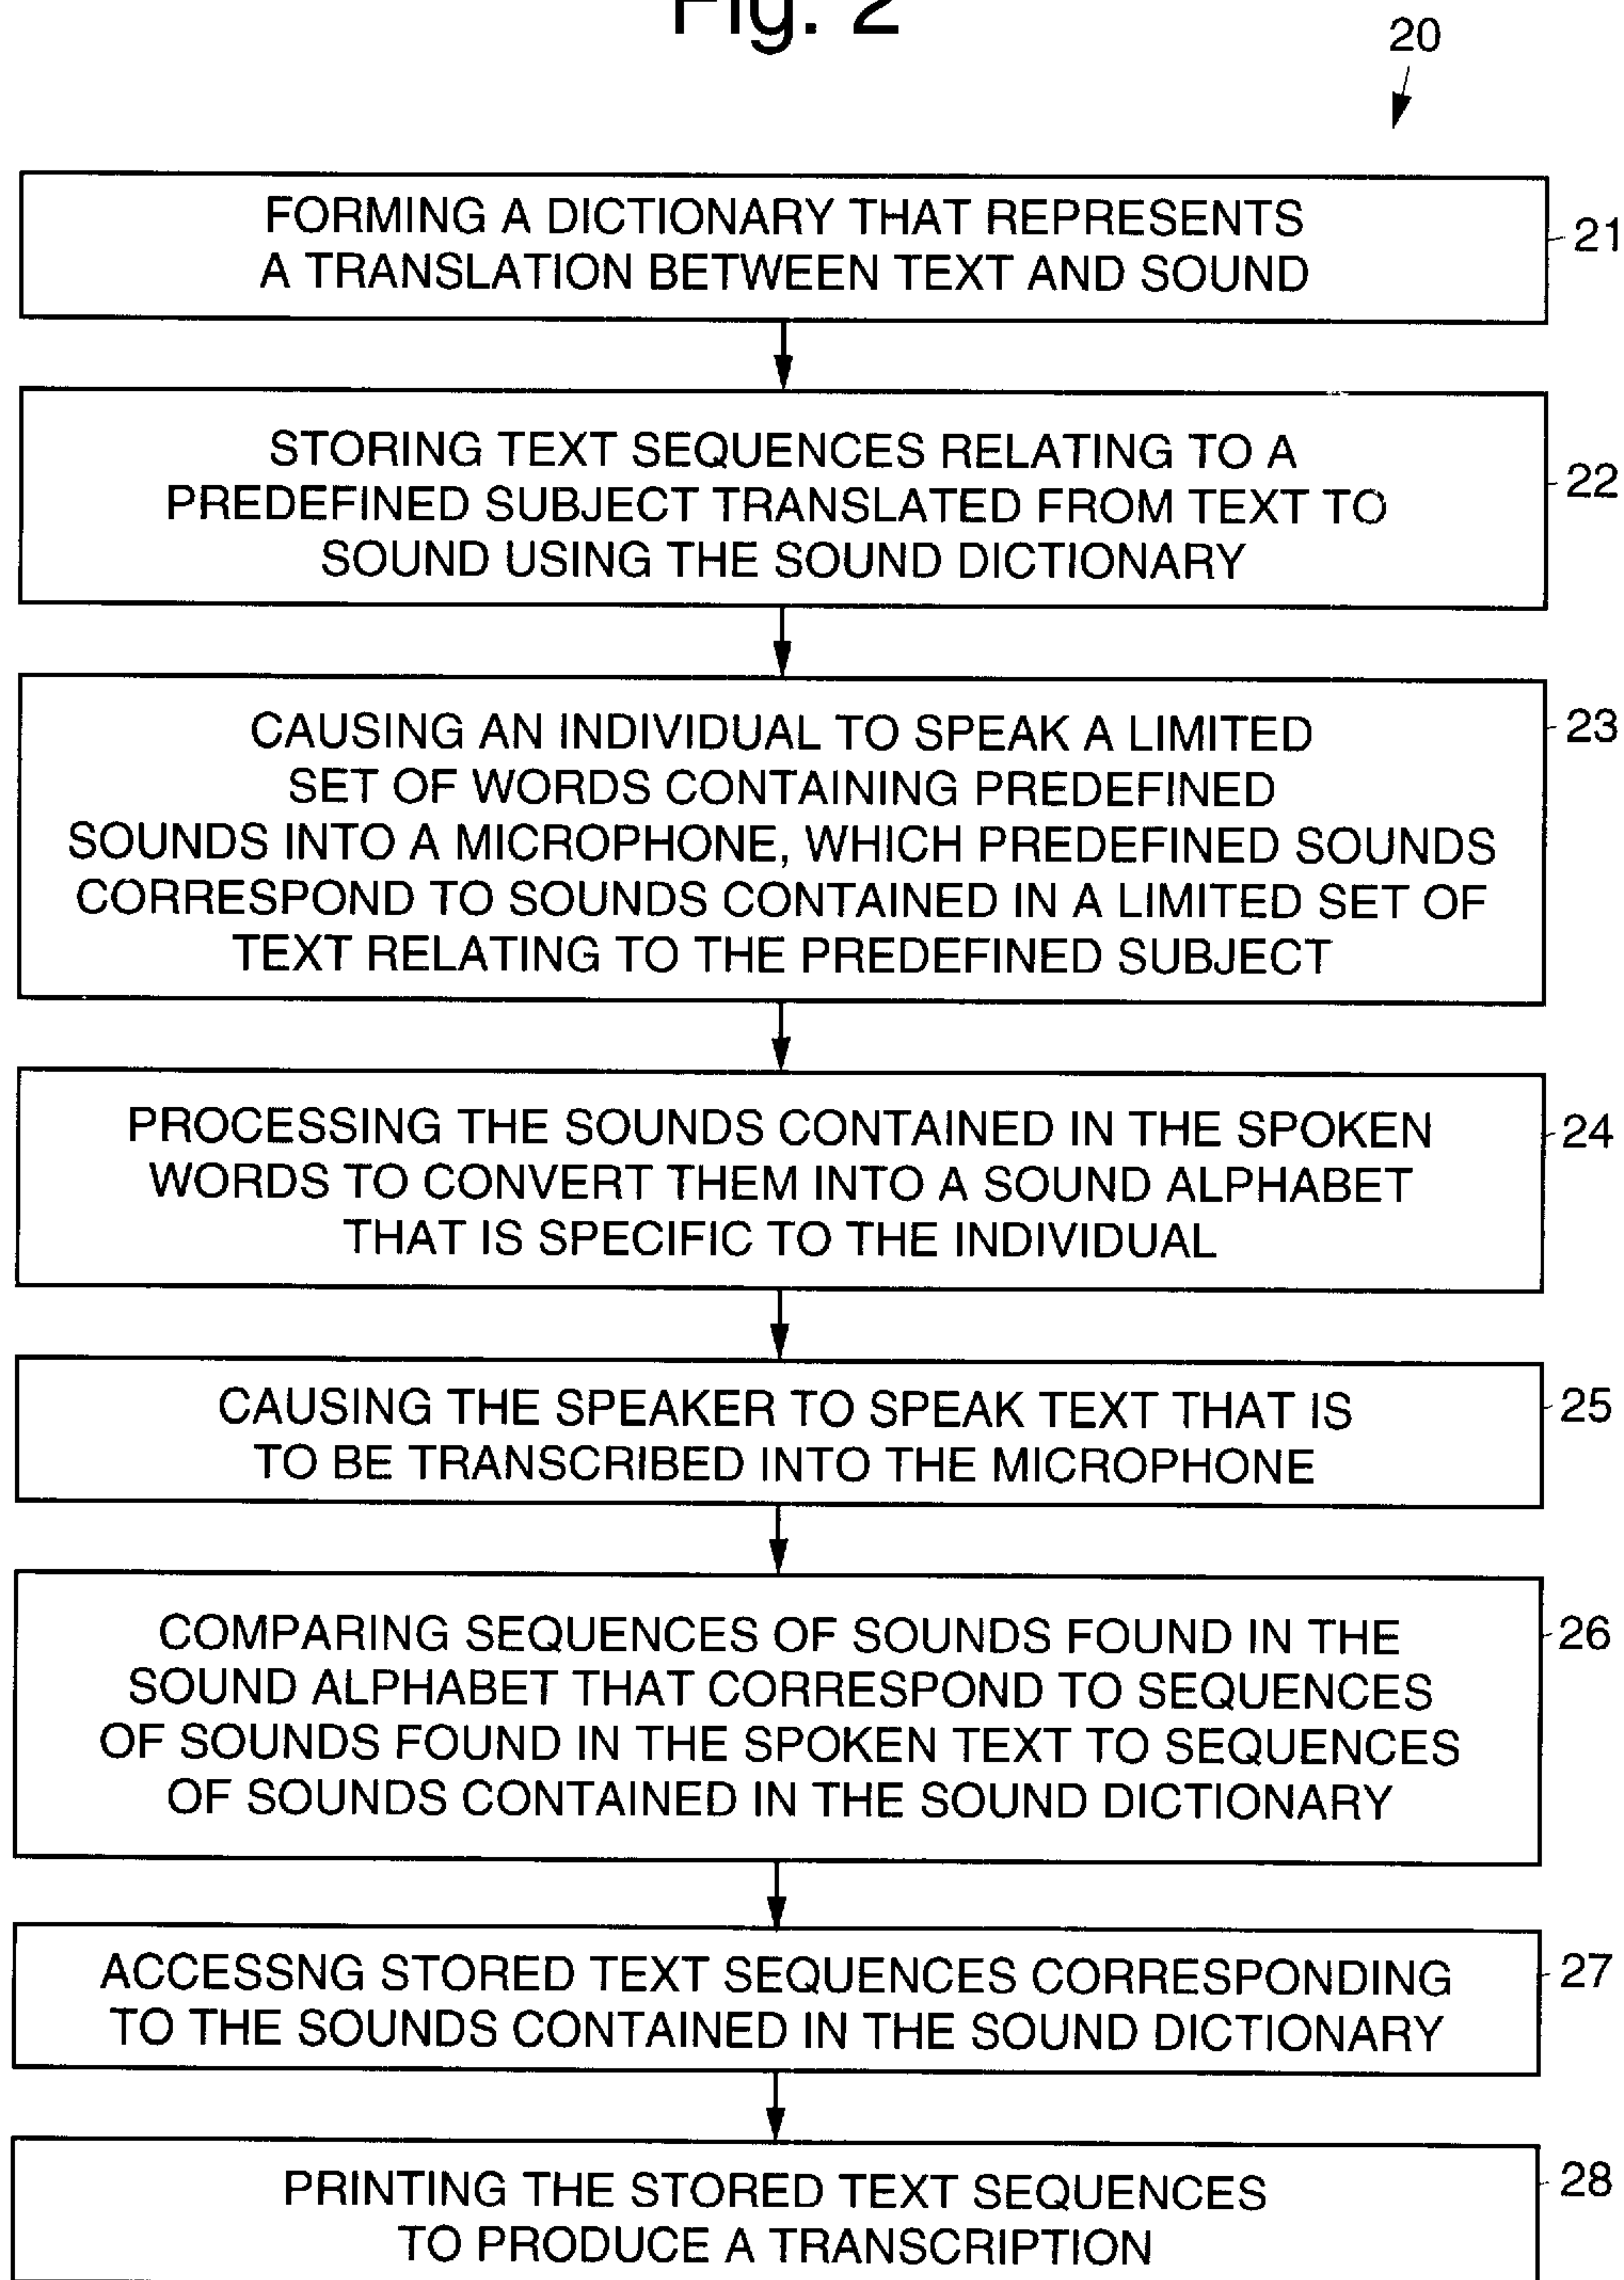 Fig. 2
20
FORMING A DICTIONARY THAT REPRESENTS
A TRANSLATION BETWEEN TEXT AND SOUND
21
STORING TEXT SEQUENCES RELATING TO A
PREDEFINED SUBJECT TRANSLATED FROM TEXT TO
SOUND USING THE SOUND DICTIONARY
22
CAUSING AN INDIVIDUAL TO SPEAK A LIMITED
SET OF WORDS CONTAINING PREDEFINED
SOUNDS INTO A MICROPHONE, WHICH PREDEFINED SOUNDS
CORRESPOND TO SOUNDS CONTAINED IN A LIMITED SET OF
TEXT RELATING TO THE PREDEFINED SUBJECT
23
PROCESSING THE SOUNDS CONTAINED IN THE SPOKEN
WORDS TO CONVERT THEM INTO A SOUND ALPHABET
THAT IS SPECIFIC TO THE INDIVIDUAL
24
CAUSING THE SPEAKER TO SPEAK TEXT THAT IS
TO BE TRANSCRIBED INTO THE MICROPHONE
25
COMPARING SEQUENCES OF SOUNDS FOUND IN THE
SOUND ALPHABET THAT CORRESPOND TO SEQUENCES
OF SOUNDS FOUND IN THE SPOKEN TEXT TO SEQUENCES
OF SOUNDS CONTAINED IN THE SOUND DICTIONARY
26
ACCESSNG STORED TEXT SEQUENCES CORRESPONDING
TO THE SOUNDS CONTAINED IN THE SOUND DICTIONARY
27
PRINTING THE STORED TEXT SEQUENCES
TO PRODUCE A TRANSCRIPTION
28